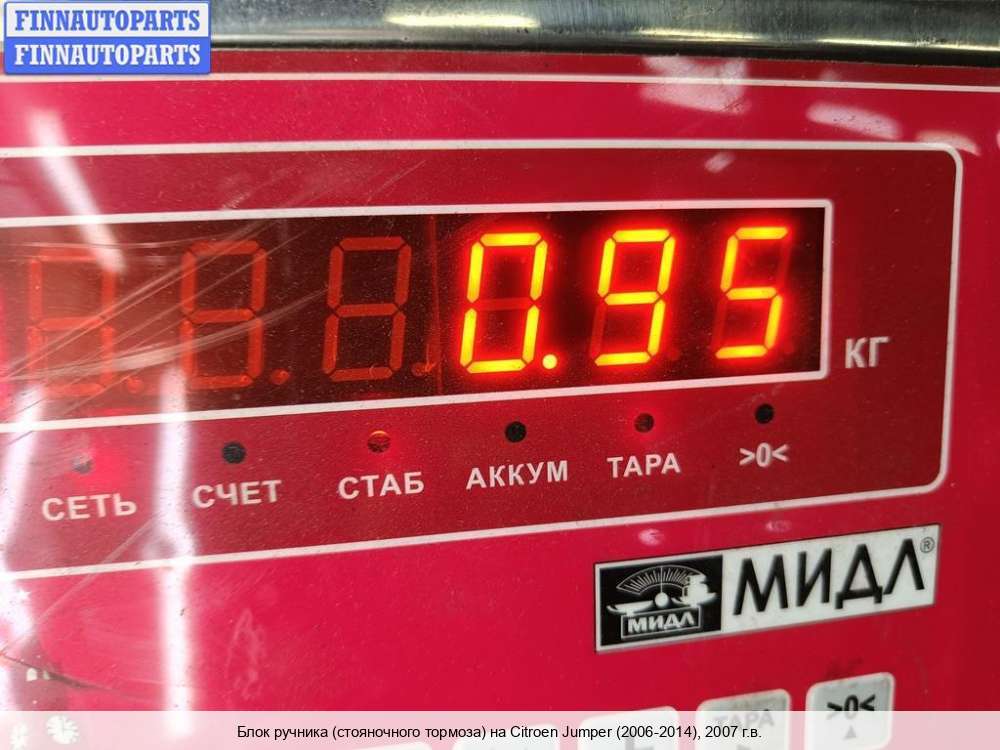 FINNAUTOPARTS
FINNAUTOPARTS
0.95
КГ
СЕТЬ СЧЕТ СТАБ АККУМ ТАРА >0<
МИДЛ МИДЛ®
ТАРА >0<
Блок ручника (стояночного тормоза) на Citroen Jumper (2006-2014), 2007 г.в.